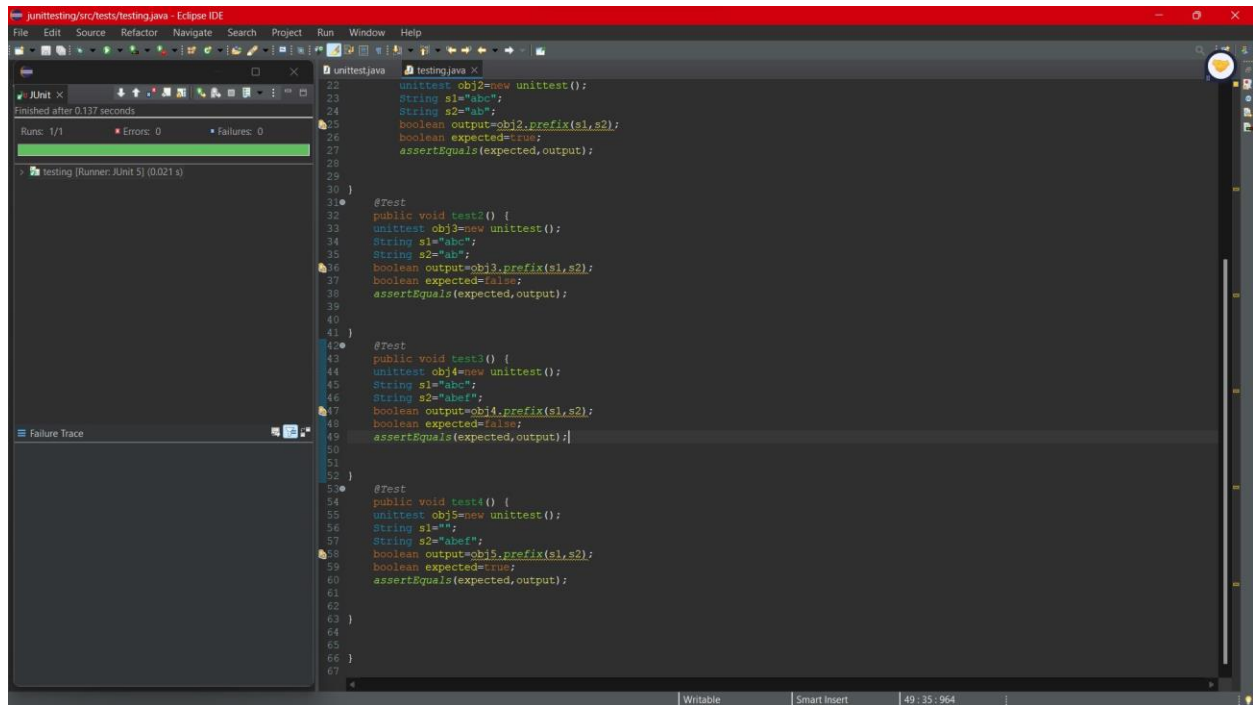 junittesting/src/tests/testing.java - Eclipse IDE
File Edit Source Refactor Navigate Search Project Run Window Help
JUnit
Finished after 0.137 seconds
Runs: 1/1 Errors: 0 Failures: 0
testing [Runner: JUnit 5] (0.021 s)
Failure Trace
unittest.java testing.java
22 unittest obj2=new unittest();
23 String s1="abc";
24 String s2="ab";
25 boolean output=obj2.prefix(s1,s2);
26 boolean expected=true;
27 assertEquals(expected,output);
28
29
30 }
31 @Test
32 public void test2() {
33 unittest obj3=new unittest();
34 String s1="abc";
35 String s2="ab";
36 boolean output=obj3.prefix(s1,s2);
37 boolean expected=false;
38 assertEquals(expected,output);
39
40
41 }
42 @Test
43 public void test3() {
44 unittest obj4=new unittest();
45 String s1="abc";
46 String s2="abef";
47 boolean output=obj4.prefix(s1,s2);
48 boolean expected=false;
49 assertEquals(expected,output);
50
51
52 }
53 @Test
54 public void test4() {
55 unittest obj5=new unittest();
56 String s1="";
57 String s2="abef";
58 boolean output=obj5.prefix(s1,s2);
59 boolean expected=true;
60 assertEquals(expected,output);
61
62
63 }
64
65
66 }
67
Writable Smart Insert 49 : 35 : 964